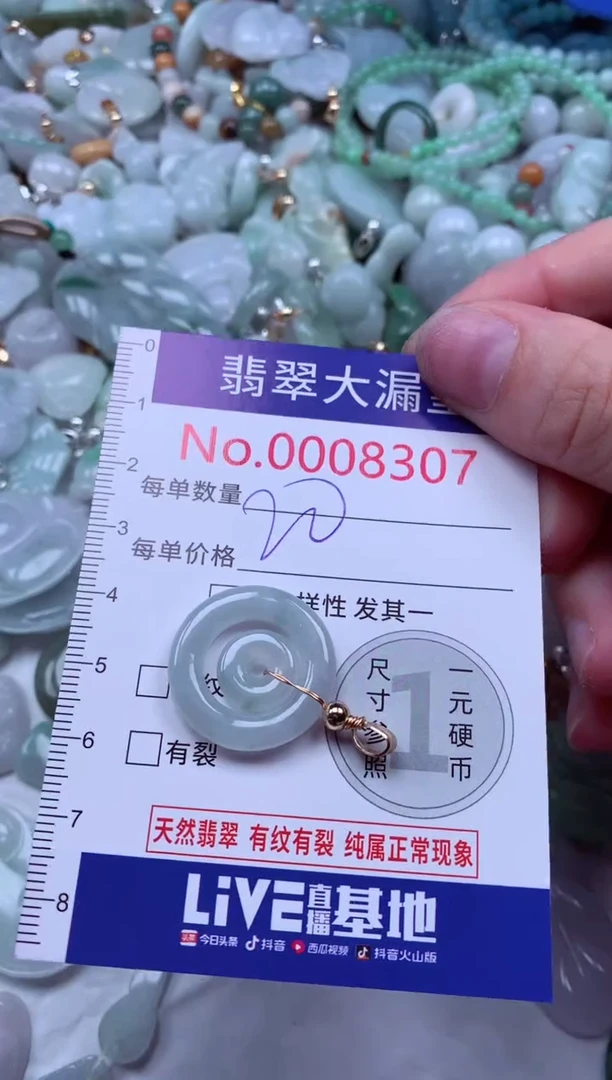 翡翠大漏
No.0008307
每单数量
每单价格
样性 发其一
有裂
尺寸参照
1
一元硬币
天然翡翠 有纹有裂 纯属正常现象
LiVE直播基地
头条 今日头条 抖音 西瓜视频 抖音火山版
0
1
2
3
4
5
6
7
8